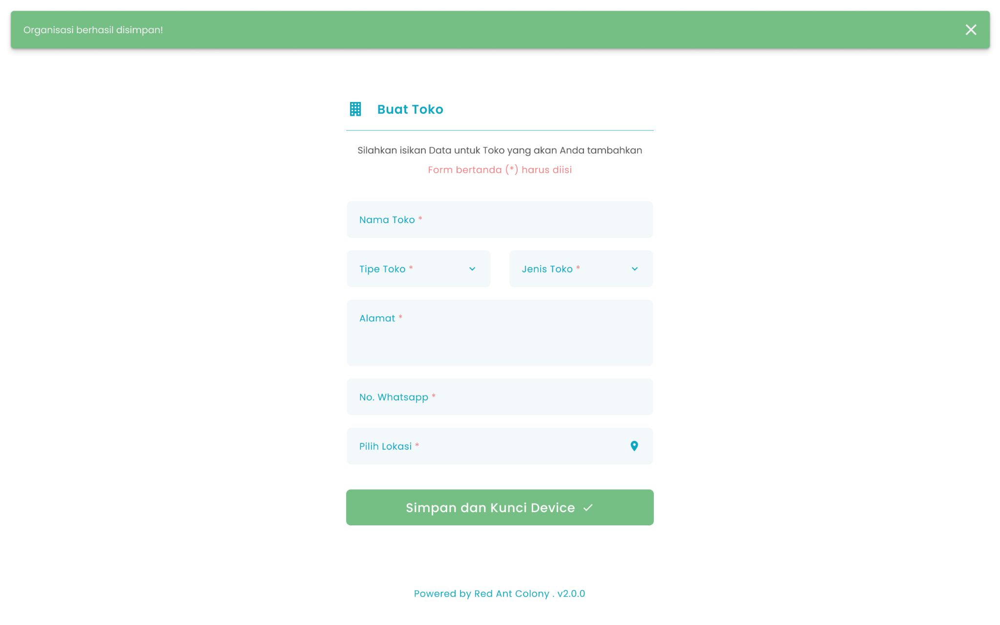 Organisasi berhasil disimpan!
Buat Toko
Silahkan isikan Data untuk Toko yang akan Anda tambahkan
Form bertanda (*) harus diisi
Nama Toko *
Tipe Toko *
Jenis Toko *
Alamat *
No. Whatsapp *
Pilih Lokasi *
Simpan dan Kunci Device
Powered by Red Ant Colony . v2.0.0